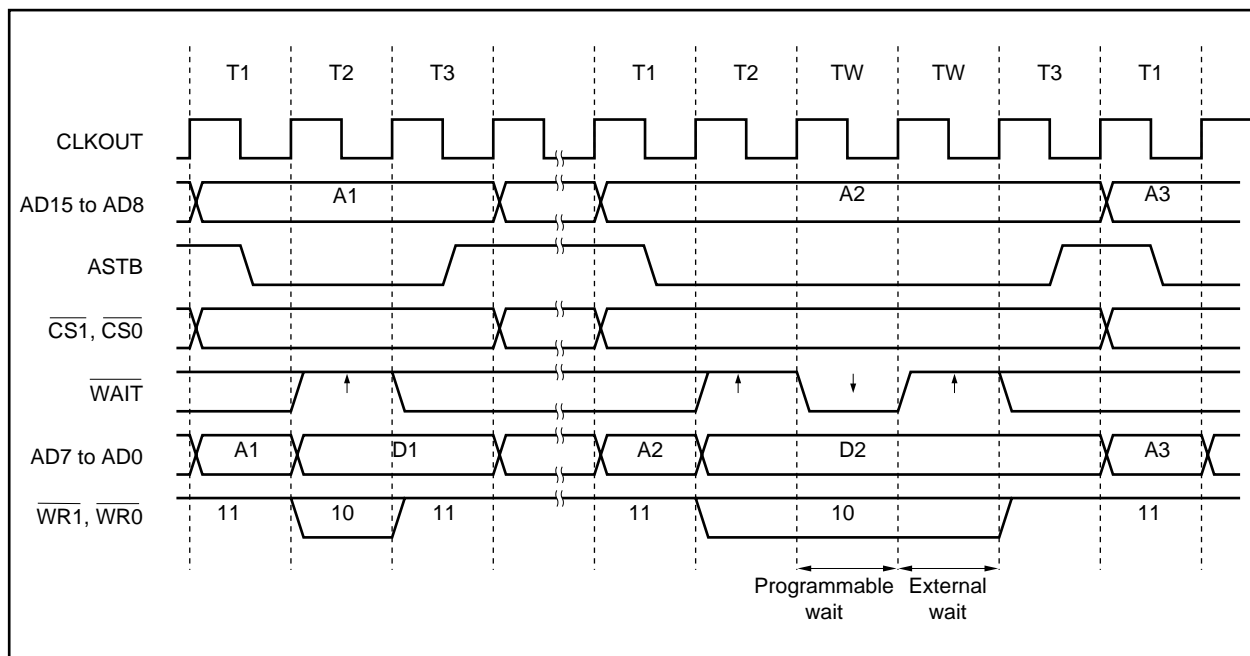 T1 T2 T3 T1 T2 TW TW T3 T1
CLKOUT
AD15 to AD8 A1 A2 A3
ASTB
CS1, CS0
WAIT
AD7 to AD0 A1 D1 A2 D2 A3
WR1, WR0 11 10 11 11 10 11
Programmable wait
External wait